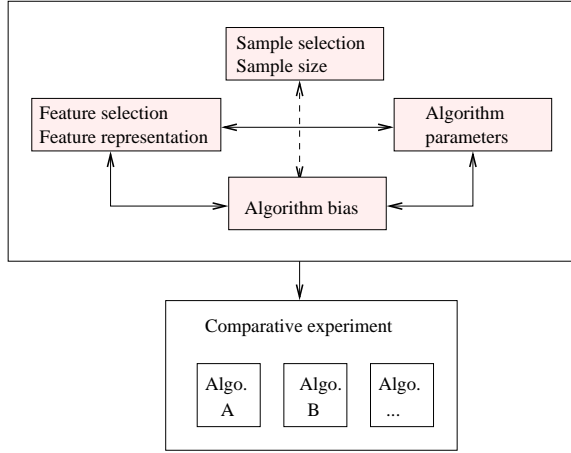 Sample selection
Sample size
Feature selection
Feature representation
Algorithm
parameters
Algorithm bias
Comparative experiment
Algo.
A
Algo.
B
Algo.
...